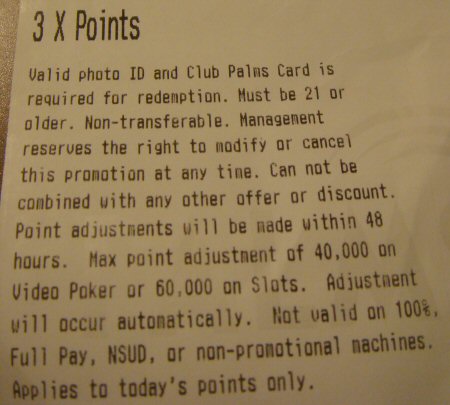 3 X Points
Valid photo ID and Club Palms Card is
required for redemption. Must be 21 or
older. Non-transferable. Management
reserves the right to modify or cancel
this promotion at any time. Can not be
combined with any other offer or discount.
Point adjustments will be made within 48
hours. Max point adjustment of 40,000 on
Video Poker or 60,000 on Slots. Adjustment
will occur automatically. Not valid on 100%,
Full Pay, NSUD, or non-promotional machines.
Applies to today's points only.